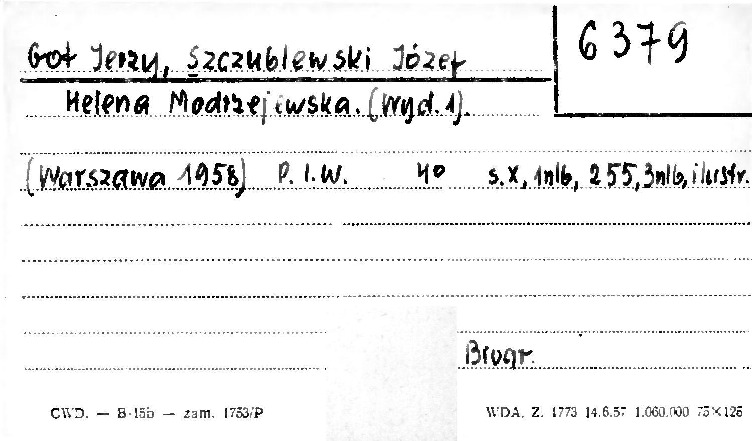 6379
Got Jerzy, Szczublewski Józef
Helena Modrzejewska. (Wyd. 1).
(Warszawa 1958) P. I. W. 4° s. X, 1nlb, 255, 3nlb, ilustr.
Biogr.
CWD. — B-15b — zam. 1753/P
WDA. Z. 1773 14.6.57 1.060.000 75×125